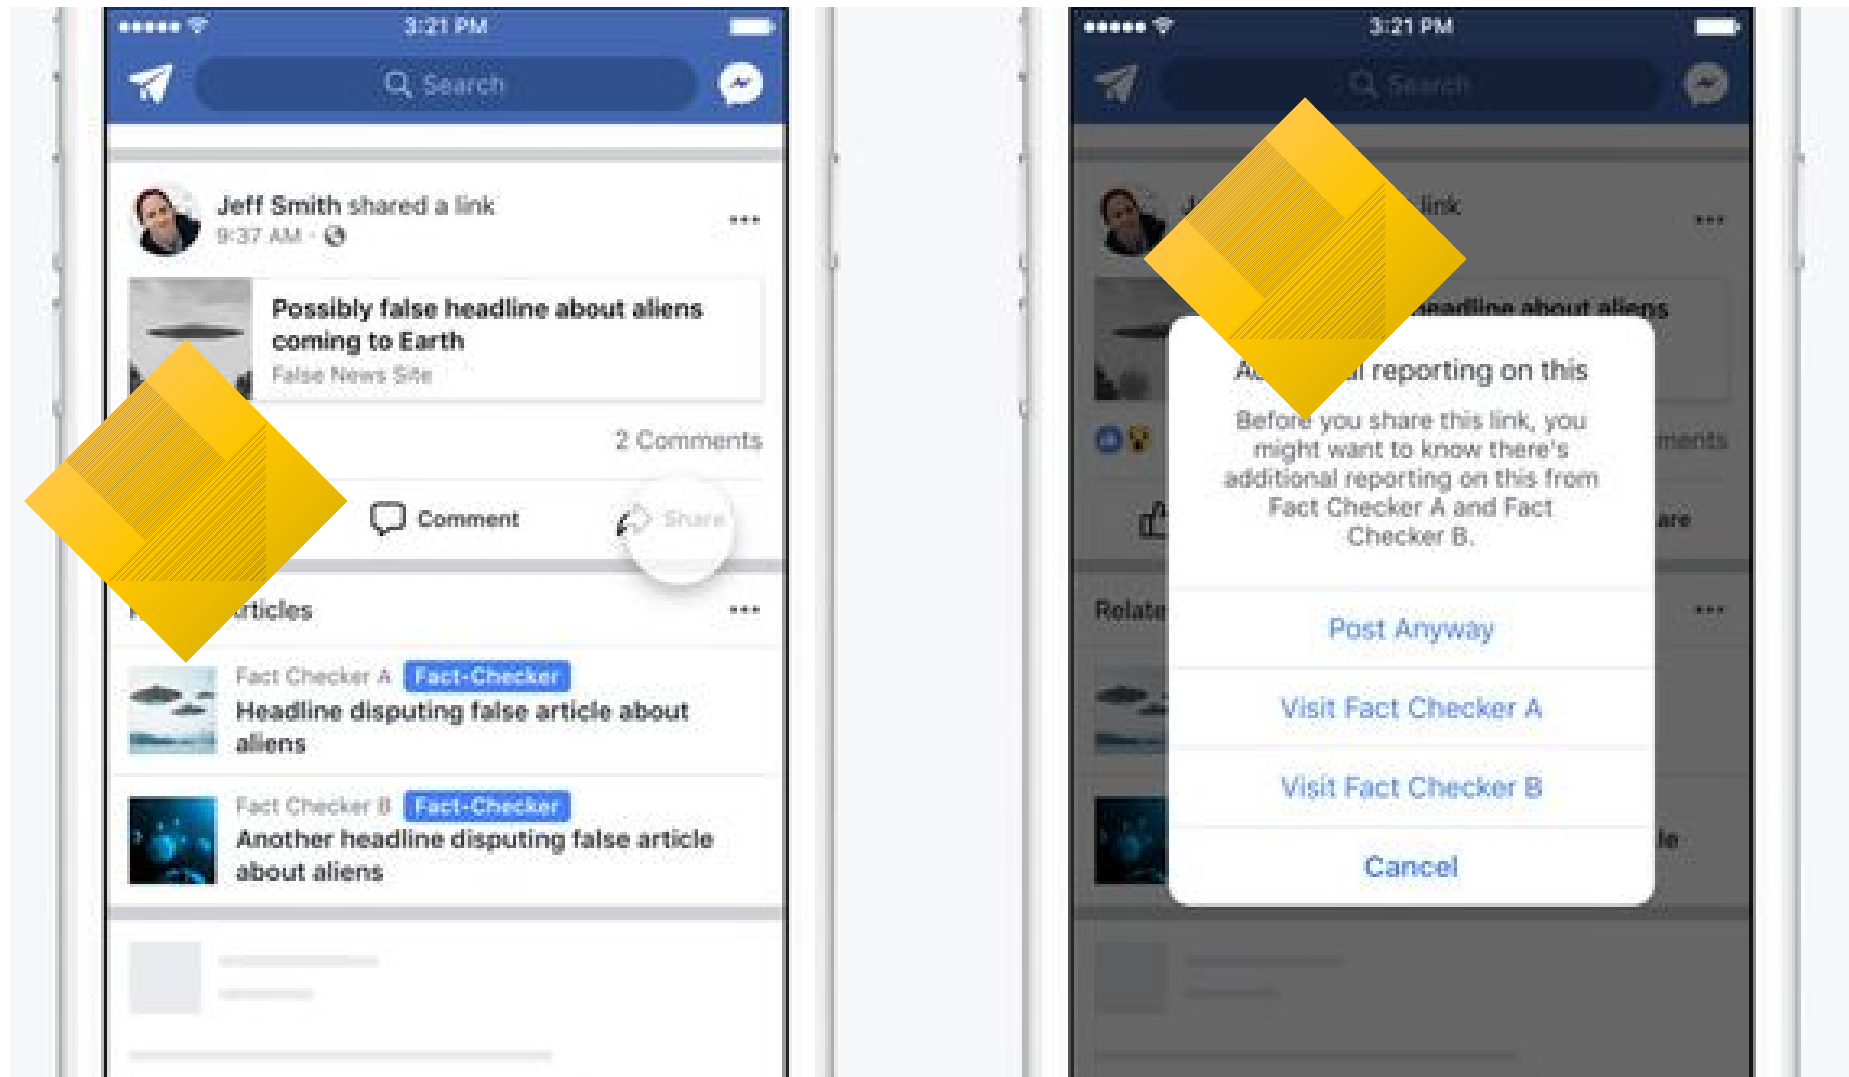 3:21 PM
Search
Jeff Smith shared a link
9:37 AM
Possibly false headline about aliens
coming to Earth
False News Site
2 Comments
Comment
Share
Fact Checker A Fact-Checker
Headline disputing false article about
aliens
Fact Checker B Fact-Checker
Another headline disputing false article
about aliens
3:21 PM
Search
link
headline about aliens
reporting on this
Before you share this link, you
might want to know there's
additional reporting on this from
Fact Checker A and Fact
Checker B.
Post Anyway
Visit Fact Checker A
Visit Fact Checker B
Cancel